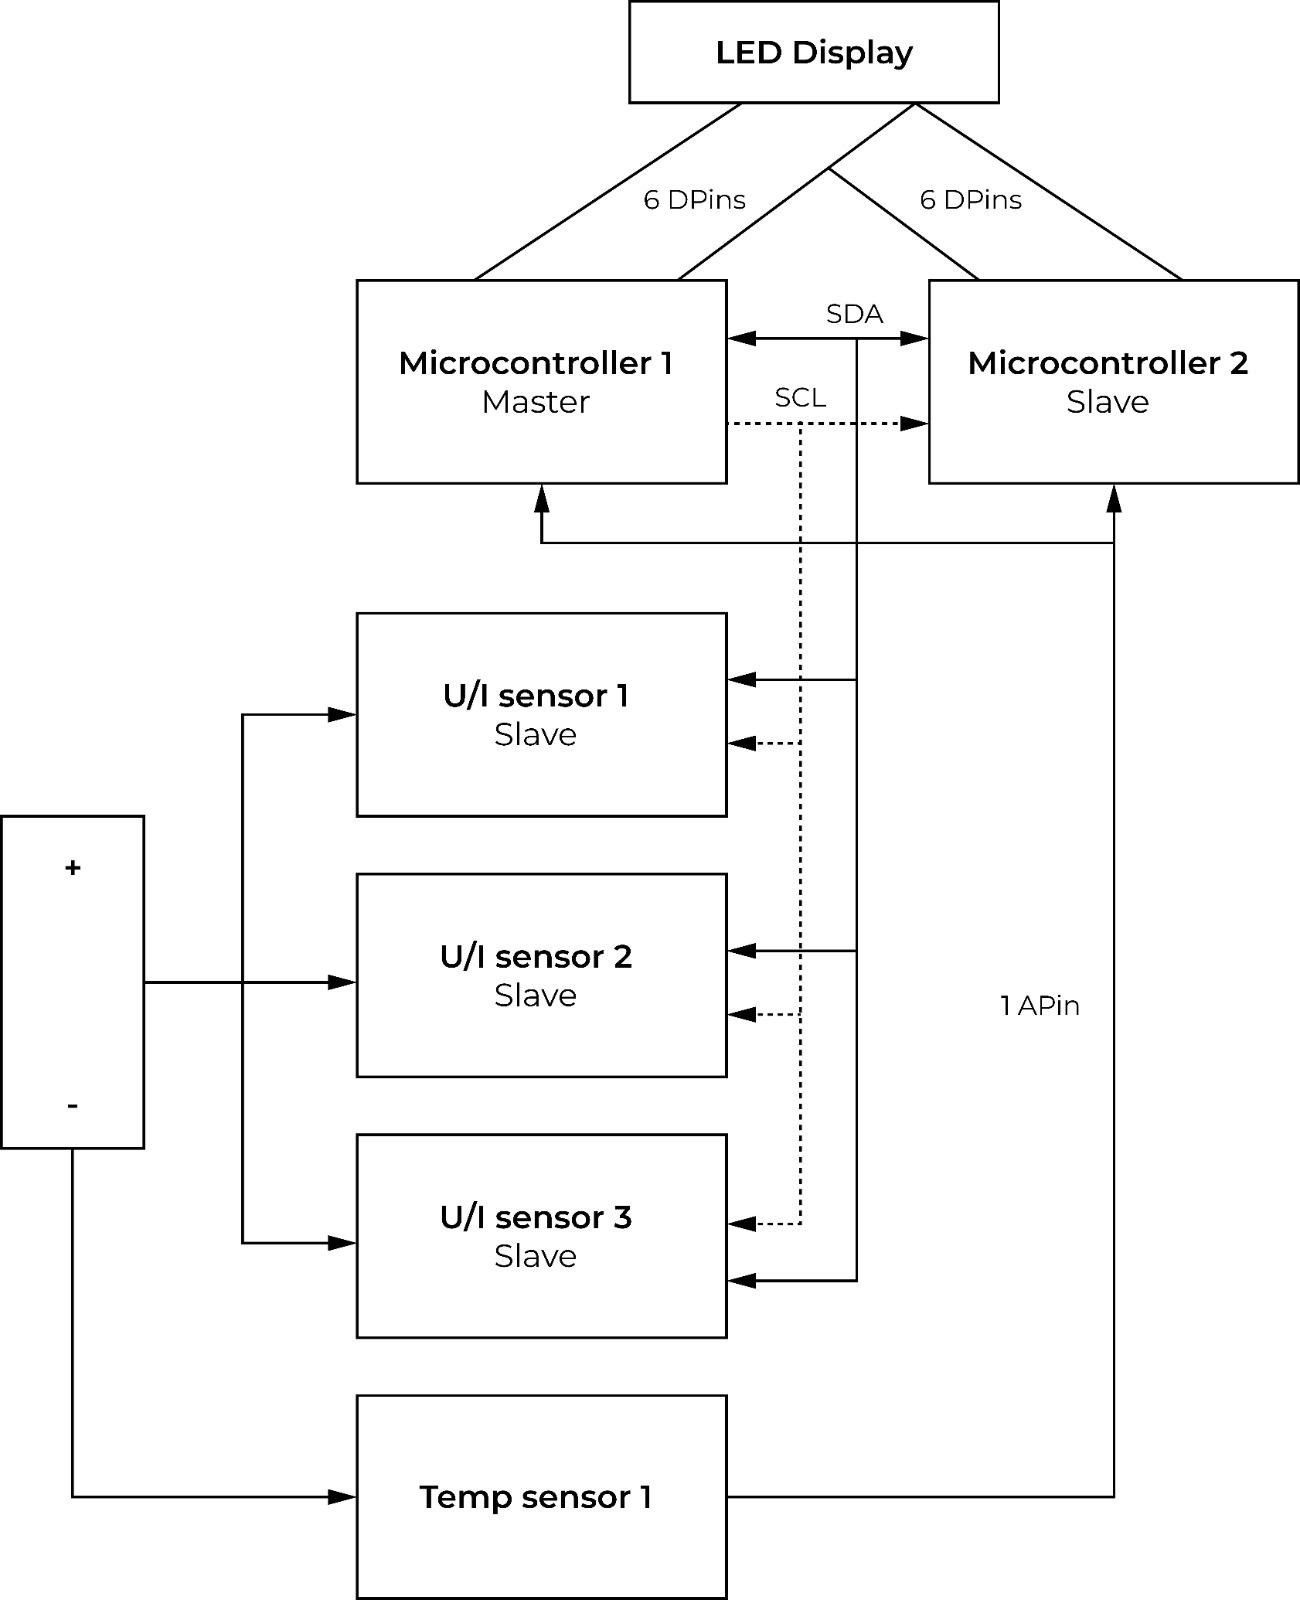 LED Display
6 DPins
6 DPins
SDA
Microcontroller 1
Master
SCL
Microcontroller 2
Slave
U/I sensor 1
Slave
+
U/I sensor 2
Slave
1 APin
-
U/I sensor 3
Slave
Temp sensor 1